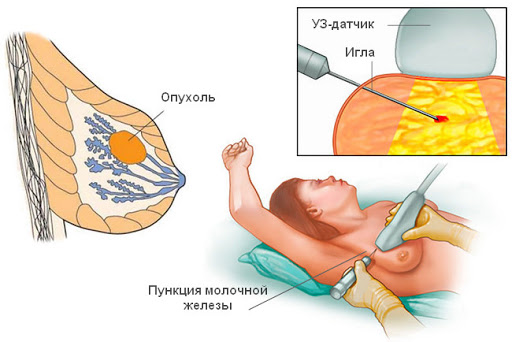 Опухоль
УЗ-датчик
Игла
Пункция молочной
железы